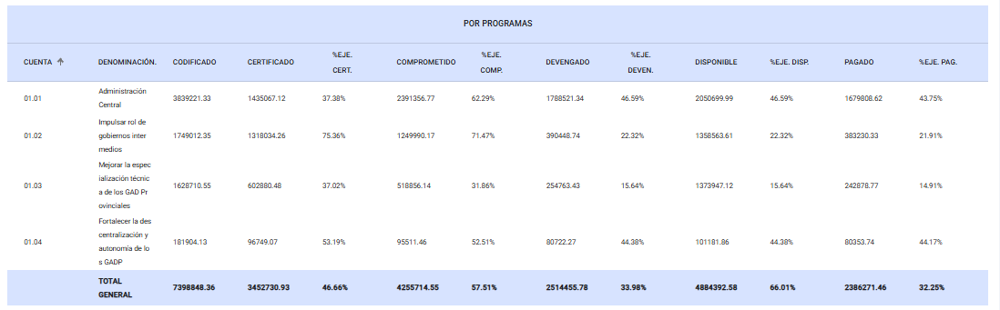 POR PROGRAMAS
CUENTA DENOMINACIÓN. CODIFICADO CERTIFICADO %EJE. CERT. COMPROMETIDO %EJE. COMP. DEVENGADO %EJE. DEVEN. DISPONIBLE %EJE. DISP. PAGADO %EJE. PAG.
01.01 Administración Central 3839221.33 1435067.12 37.38% 2391356.77 62.29% 1788521.34 46.59% 2050699.99 46.59% 1679808.62 43.75%
01.02 Impulsar rol de gobiernos inter medios 1749012.35 1318034.26 75.36% 1249990.17 71.47% 390448.74 22.32% 1358563.61 22.32% 383230.33 21.91%
01.03 Mejorar la espec ialización técnic a de los GAD Pr ovinciales 1628710.55 602880.48 37.02% 518856.14 31.86% 254763.43 15.64% 1373947.12 15.64% 242878.77 14.91%
01.04 Fortalecer la des centralización y autonomía de lo s GADP 181904.13 96749.07 53.19% 95511.46 52.51% 80722.27 44.38% 101181.86 44.38% 80353.74 44.17%
TOTAL GENERAL 7398848.36 3452730.93 46.66% 4255714.55 57.51% 2514455.78 33.98% 4884392.58 66.01% 2386271.46 32.25%